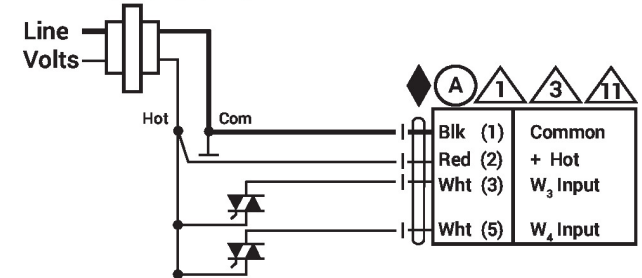 Line
Volts
A 1 3 11
Hot Com
Blk (1) Common
Red (2) + Hot
Wht (3) W3 Input
Wht (5) W4 Input